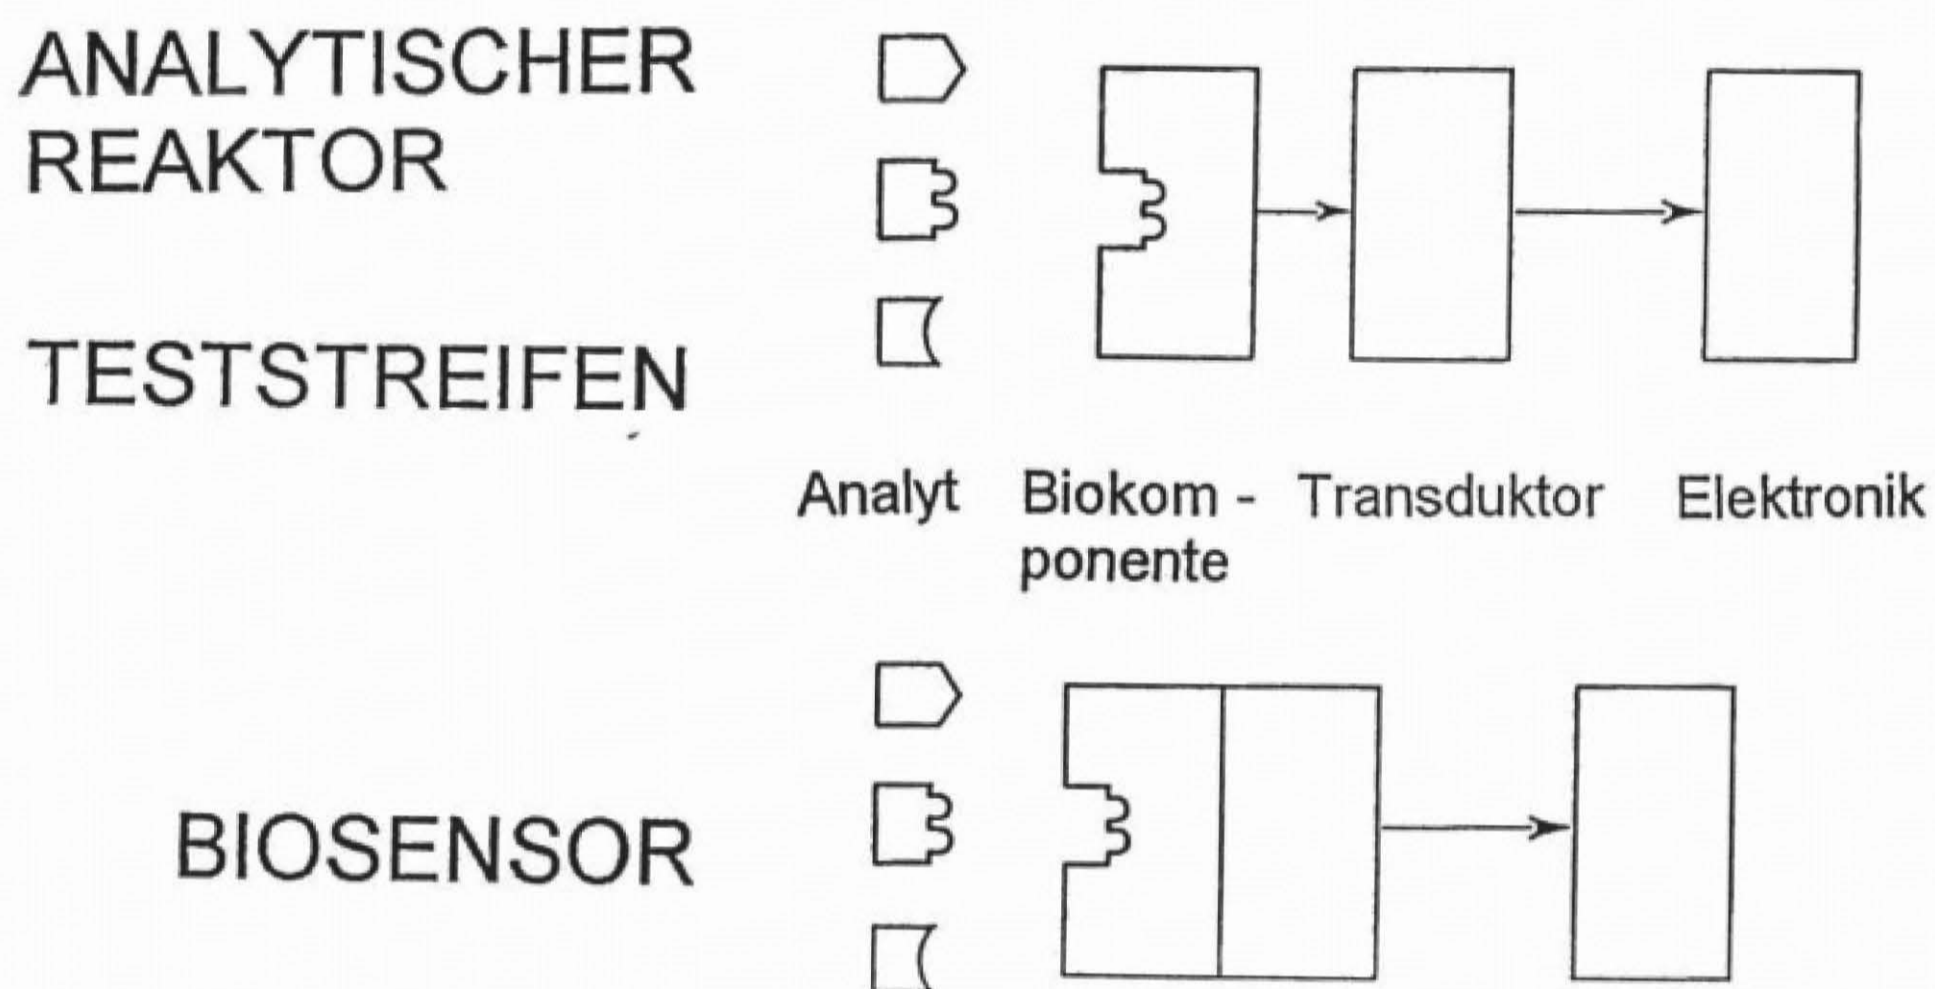 ANALYTISCHER
REAKTOR
TESTSTREIFEN
Analyt Biokom - Transduktor Elektronik
ponente
BIOSENSOR